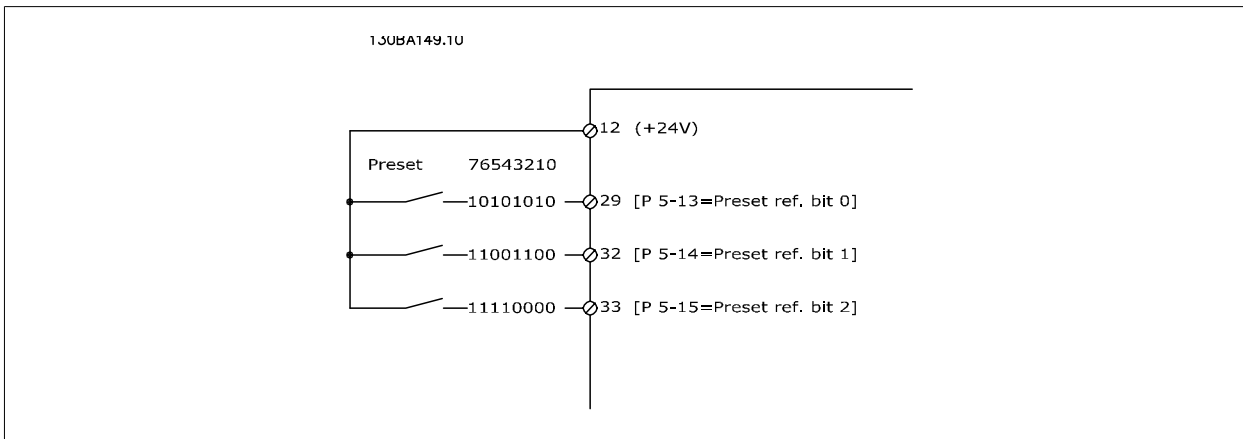 130BA149.10
12 (+24V)
Preset 76543210
10101010 29 [P 5-13=Preset ref. bit 0]
11001100 32 [P 5-14=Preset ref. bit 1]
11110000 33 [P 5-15=Preset ref. bit 2]